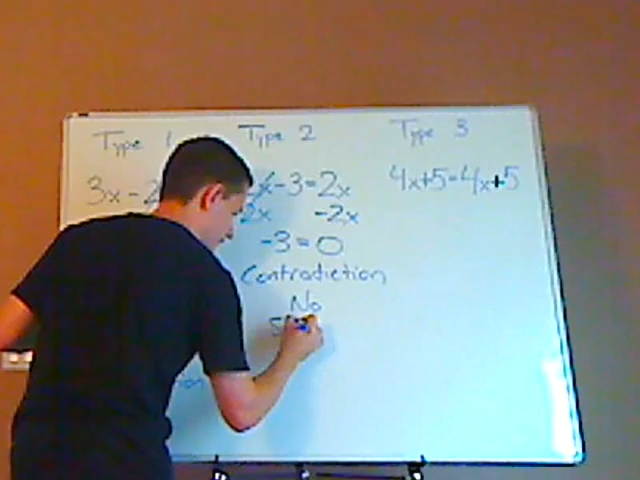 Type 1
3x - 2
Type 2
x-3=2x
2x -2x
-3=0
Contradiction
No
S
Type 3
4x+5=4x+5